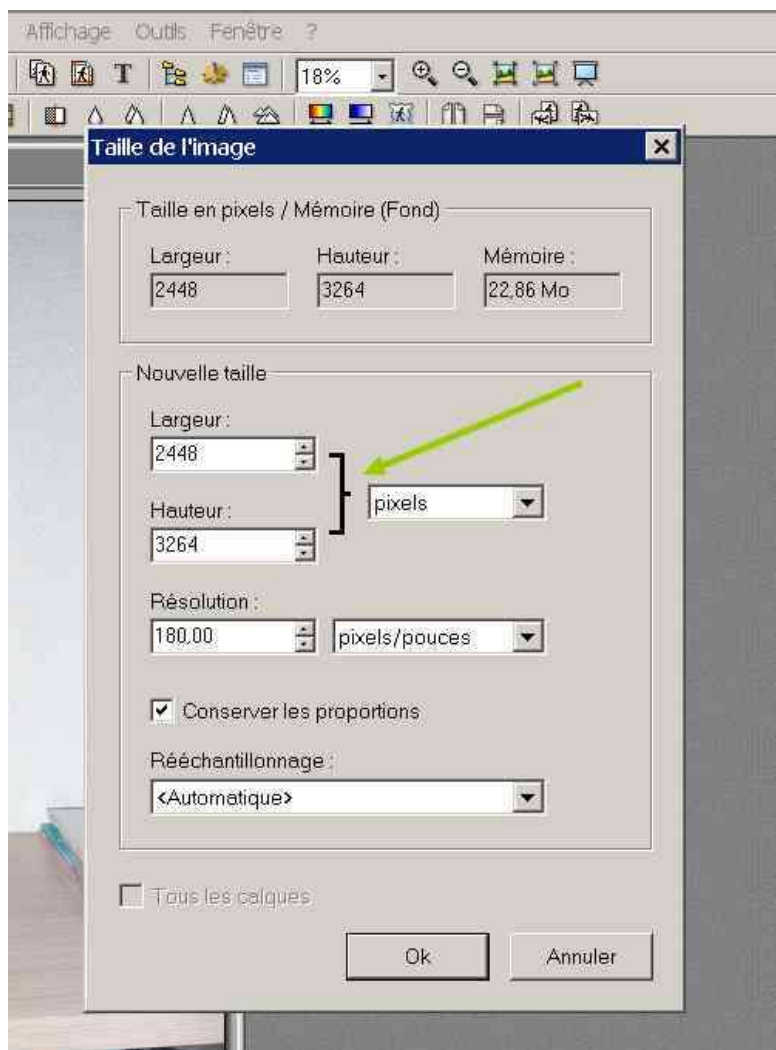 Affichage Outils Fenêtre ?
T 18%
Taille de l'image
Taille en pixels / Mémoire (Fond)
Largeur : Hauteur : Mémoire :
2448 3264 22,86 Mo
Nouvelle taille
Largeur :
2448
pixels
Hauteur :
3264
Résolution :
180,00 pixels/pouces
Conserver les proportions
Rééchantillonnage :
<Automatique>
Tous les calques
Ok Annuler